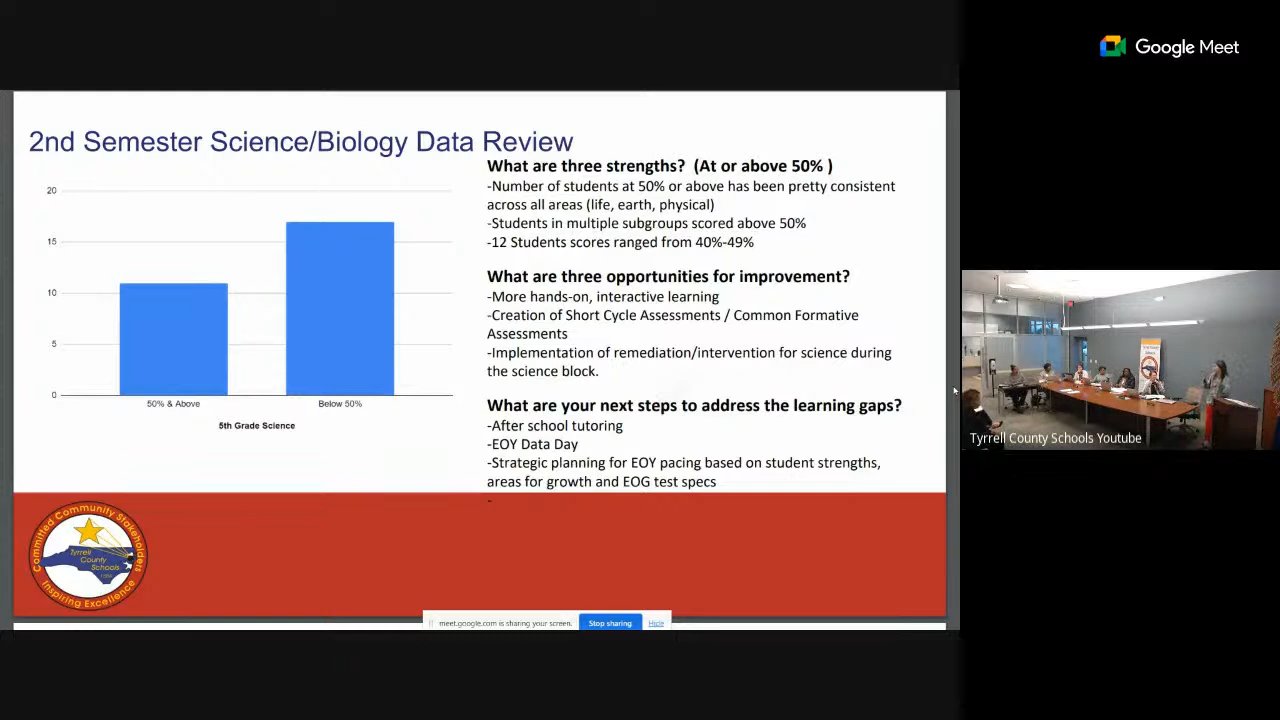 Google Meet
2nd Semester Science/Biology Data Review
20
15
10
5
0
50% & Above
Below 50%
5th Grade Science
What are three strengths? (At or above 50% )
-Number of students at 50% or above has been pretty consistent
across all areas (life, earth, physical)
-Students in multiple subgroups scored above 50%
-12 Students scores ranged from 40%-49%
What are three opportunities for improvement?
-More hands-on, interactive learning
-Creation of Short Cycle Assessments / Common Formative
Assessments
-Implementation of remediation/intervention for science during
the science block.
What are your next steps to address the learning gaps?
-After school tutoring
-EOY Data Day
-Strategic planning for EOY pacing based on student strengths,
areas for growth and EOG test specs
-
Committed Community Stakeholders
Tyrrell
County
Schools
Inspiring Excellence
meet.google.com is sharing your screen.
Stop sharing
Hide
Tyrrell County Schools Youtube